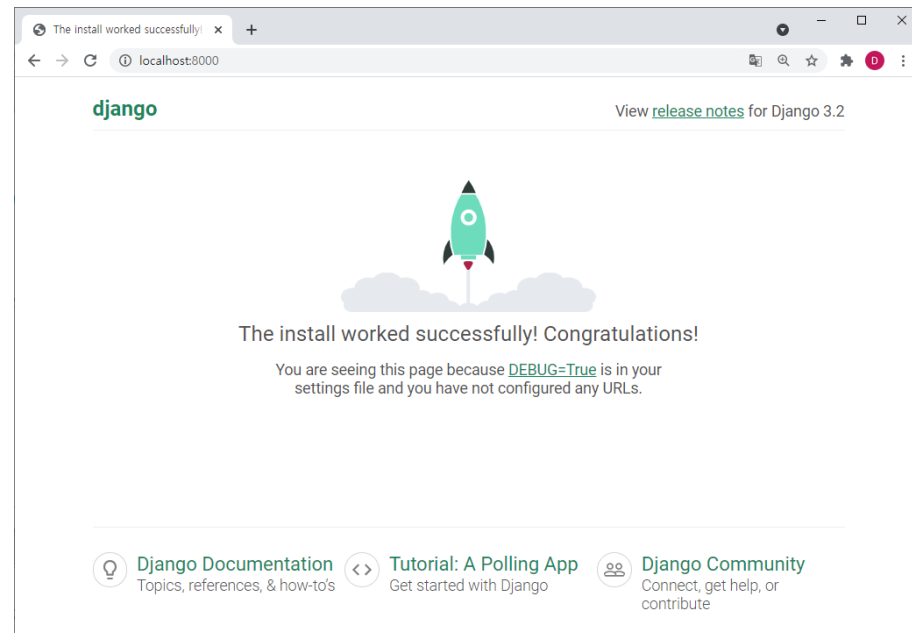 The install worked successfully!
localhost:8000
D
django
View release notes for Django 3.2
The install worked successfully! Congratulations!
You are seeing this page because DEBUG=True is in your
settings file and you have not configured any URLs.
Django Documentation
Topics, references, & how-to's
Tutorial: A Polling App
Get started with Django
Django Community
Connect, get help, or
contribute